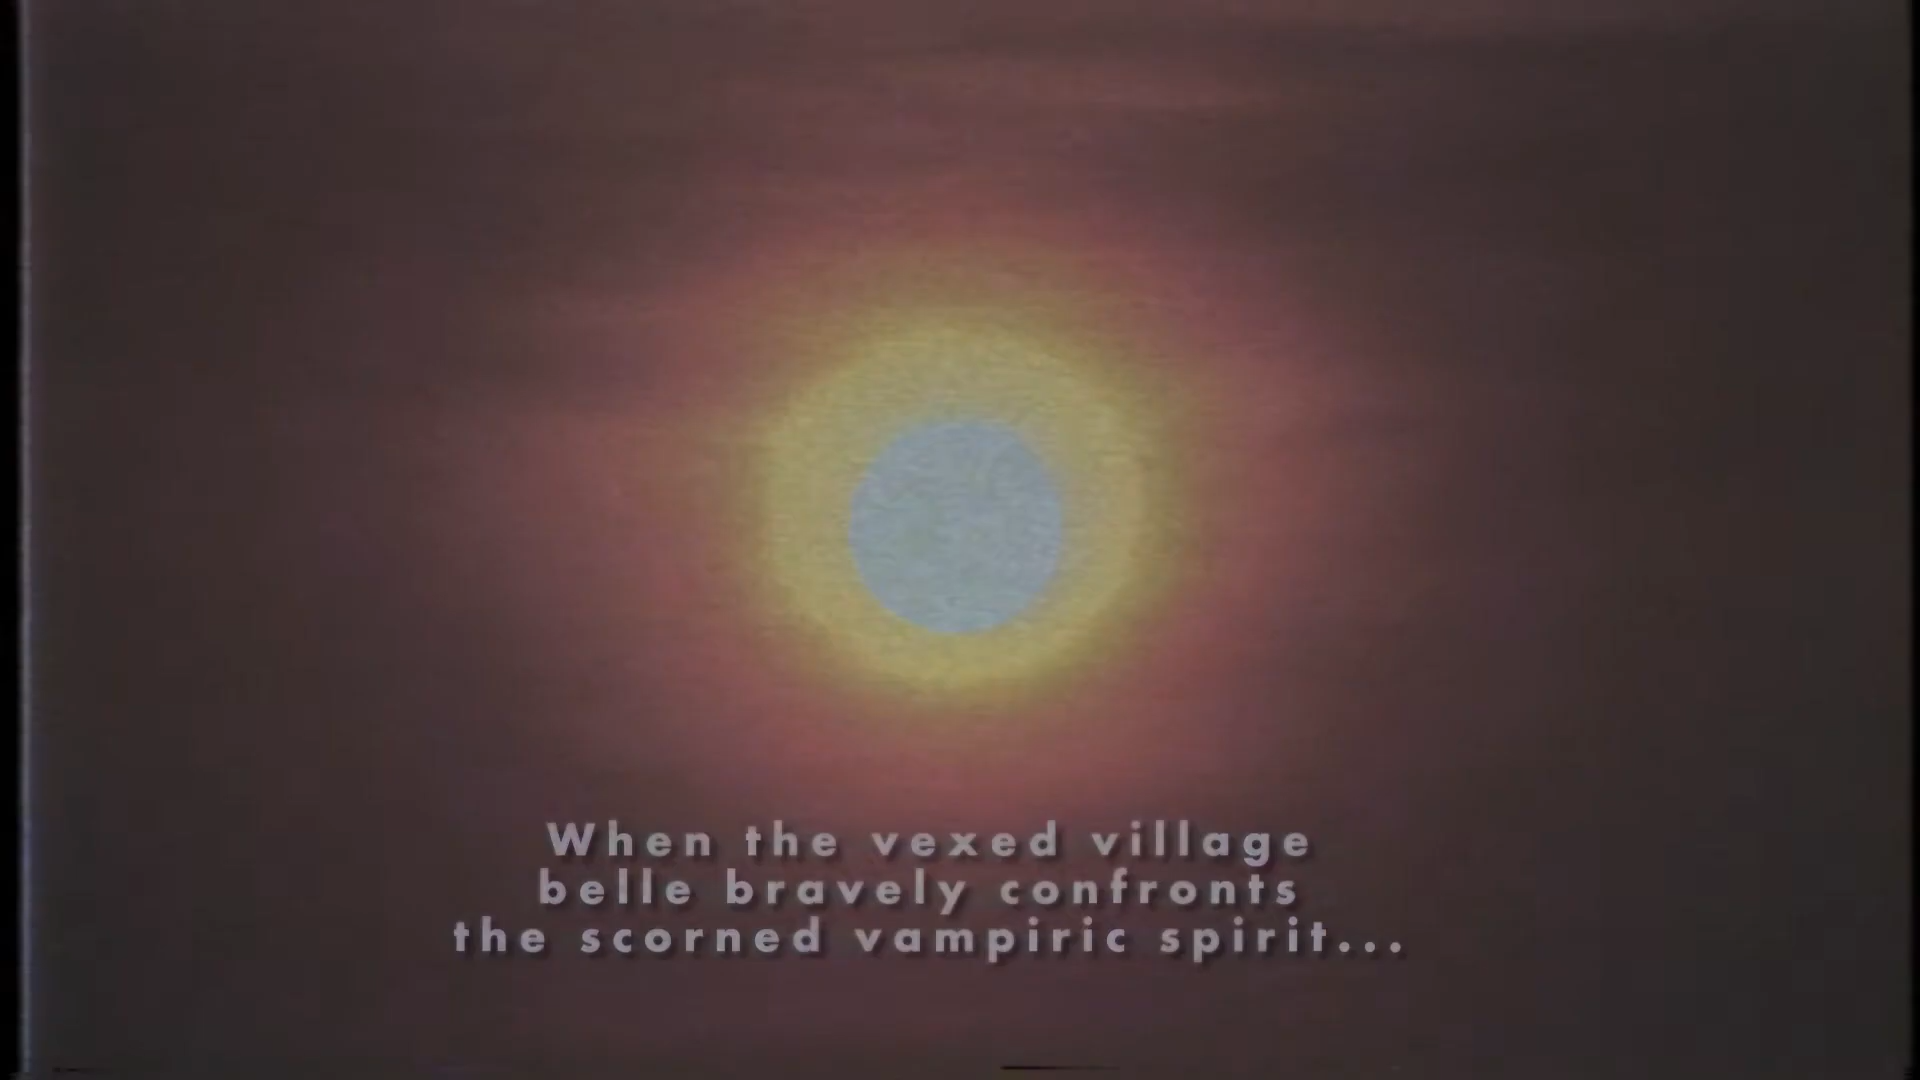 When the vexed village
belle bravely confronts
the scorned vampiric spirit...